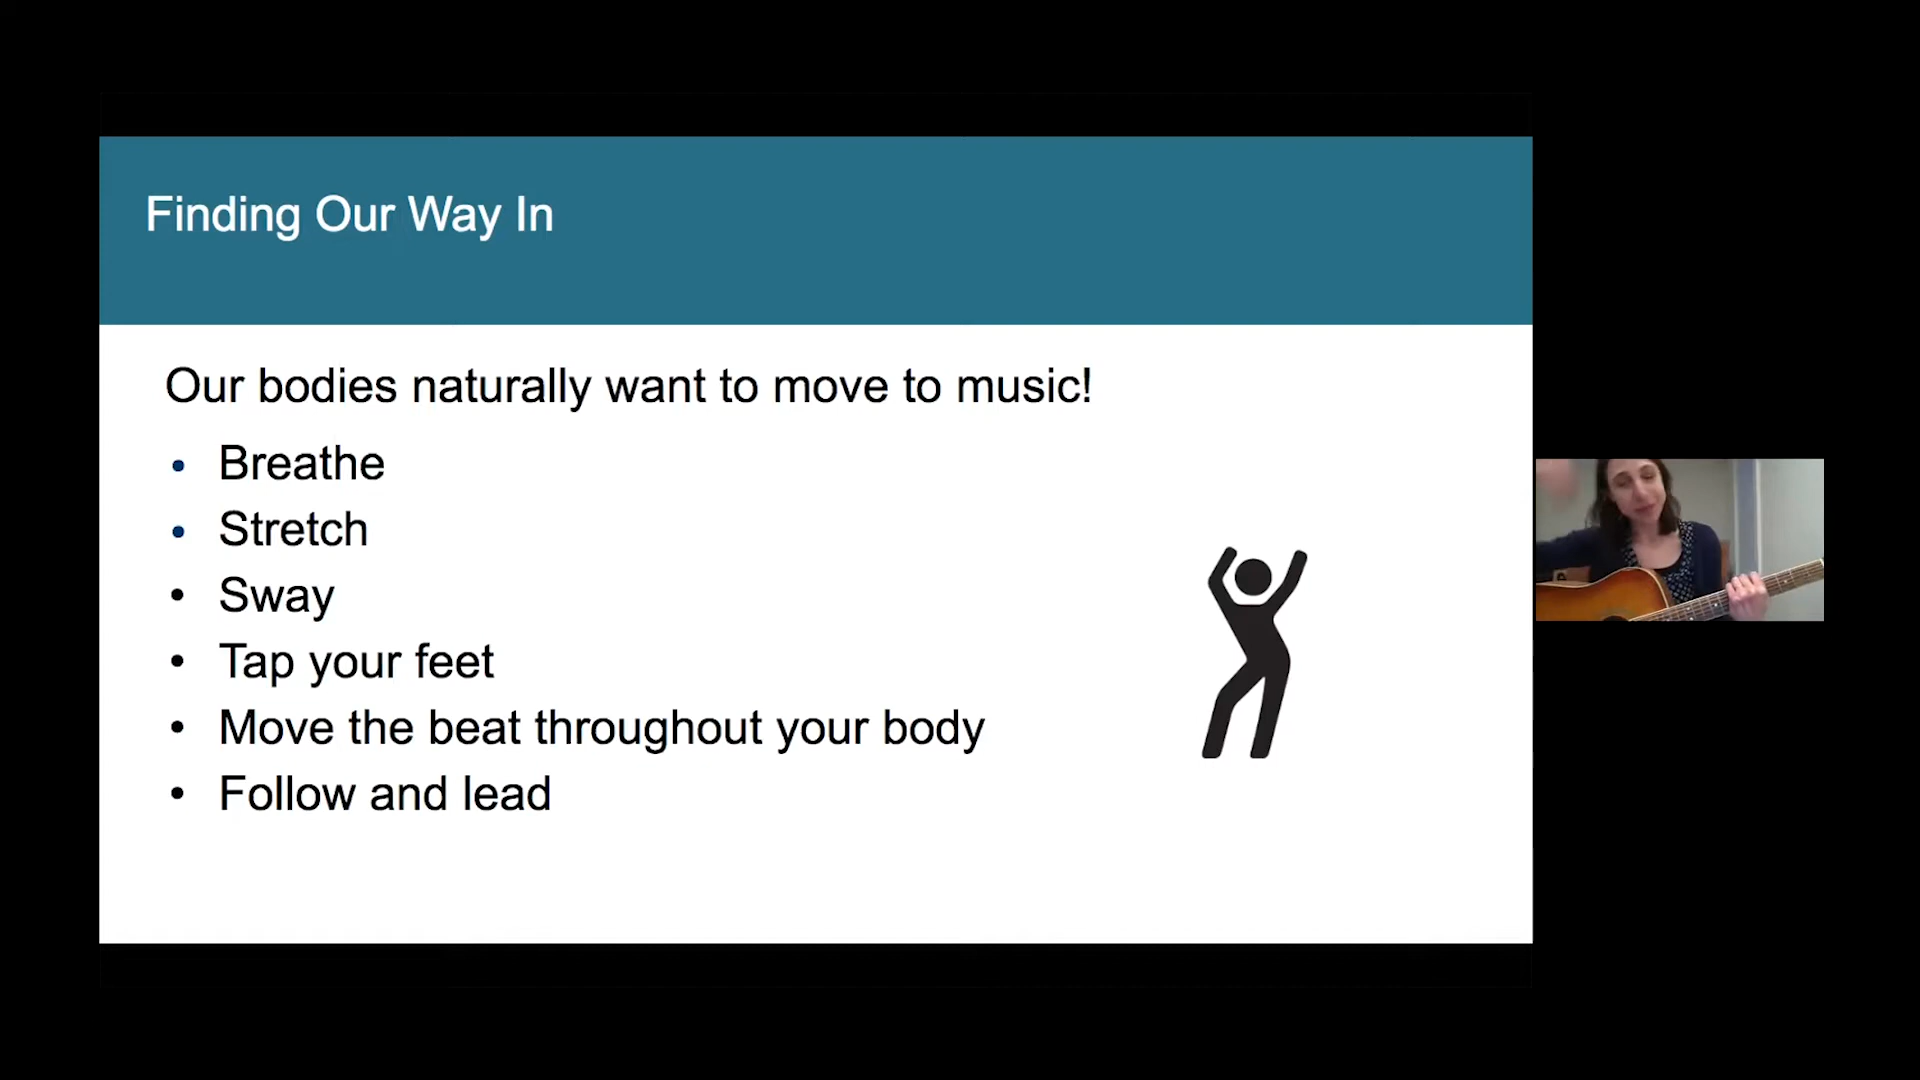 Finding Our Way In
Our bodies naturally want to move to music!
• Breathe
• Stretch
• Sway
• Tap your feet
• Move the beat throughout your body
• Follow and lead